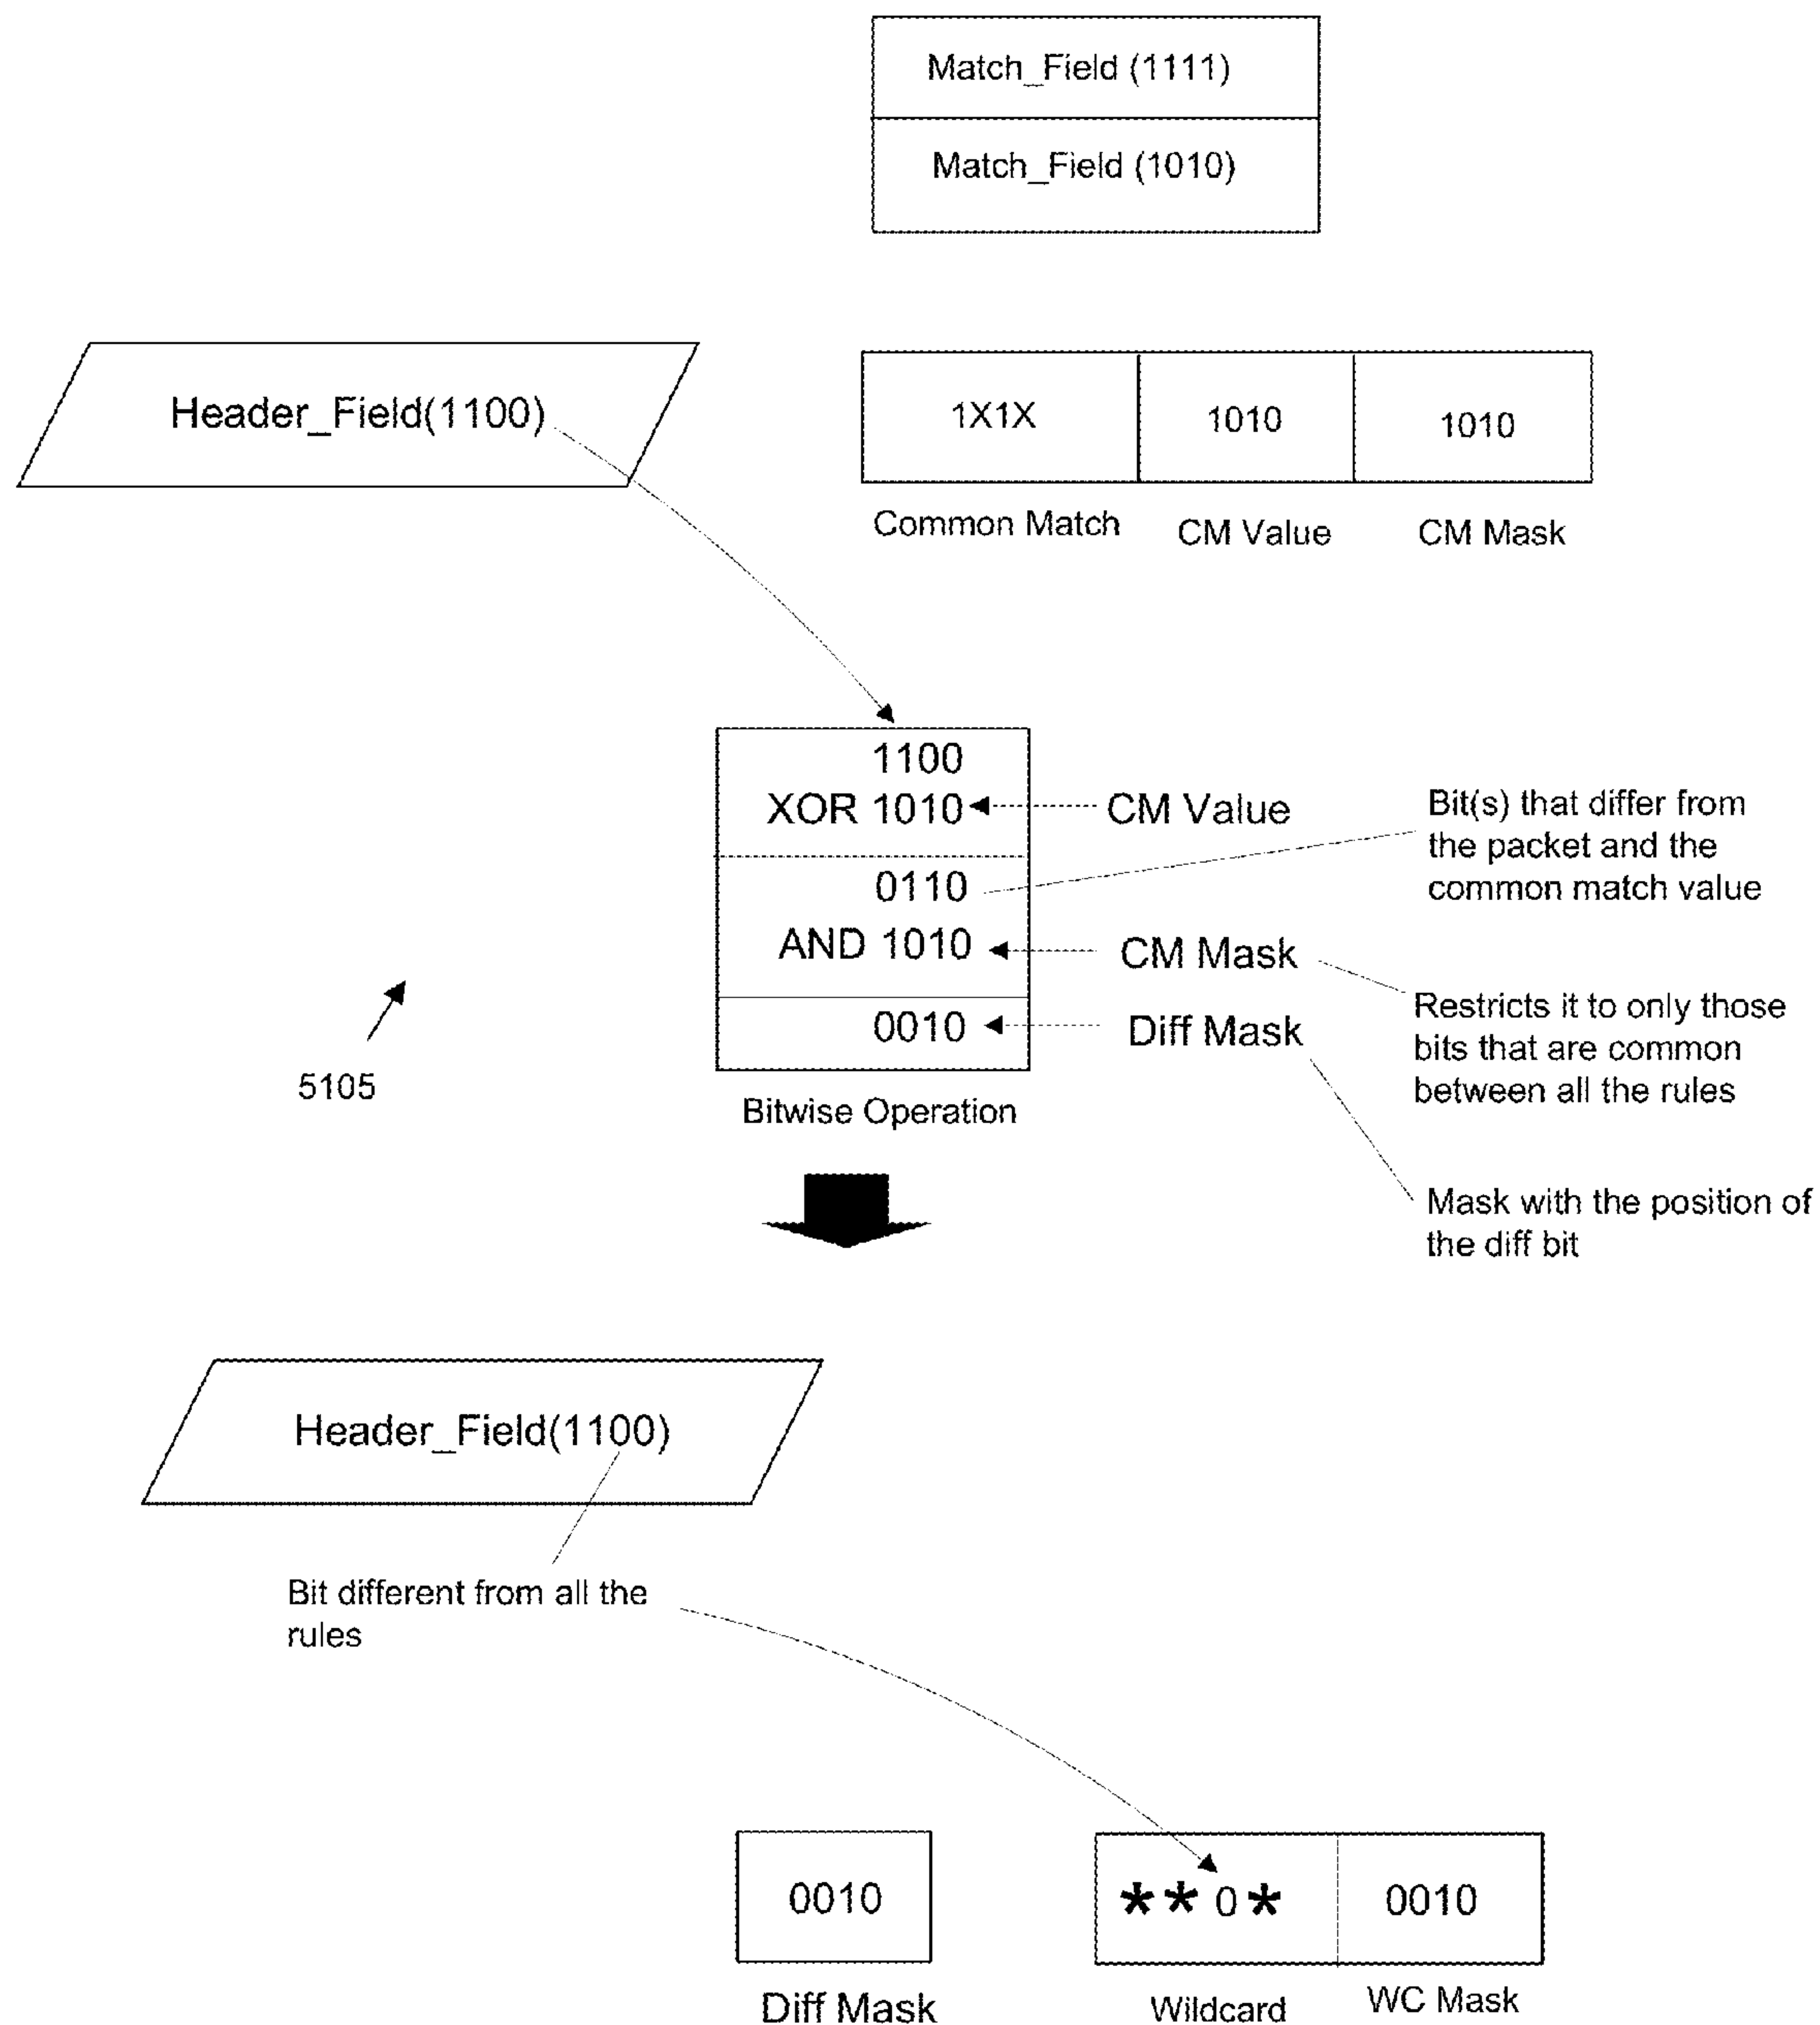 Match_Field (1111)
Match_Field (1010)
Header_Field(1100)
1X1X
1010
1010
Common Match
CM Value
CM Mask
1100
XOR 1010
CM Value
0110
AND 1010
CM Mask
0010
Diff Mask
Bitwise Operation
Bit(s) that differ from
the packet and the
common match value
Restricts it to only those
bits that are common
between all the rules
Mask with the position of
the diff bit
5105
Header_Field(1100)
Bit different from all the
rules
0010
Diff Mask
**0*
0010
Wildcard
WC Mask